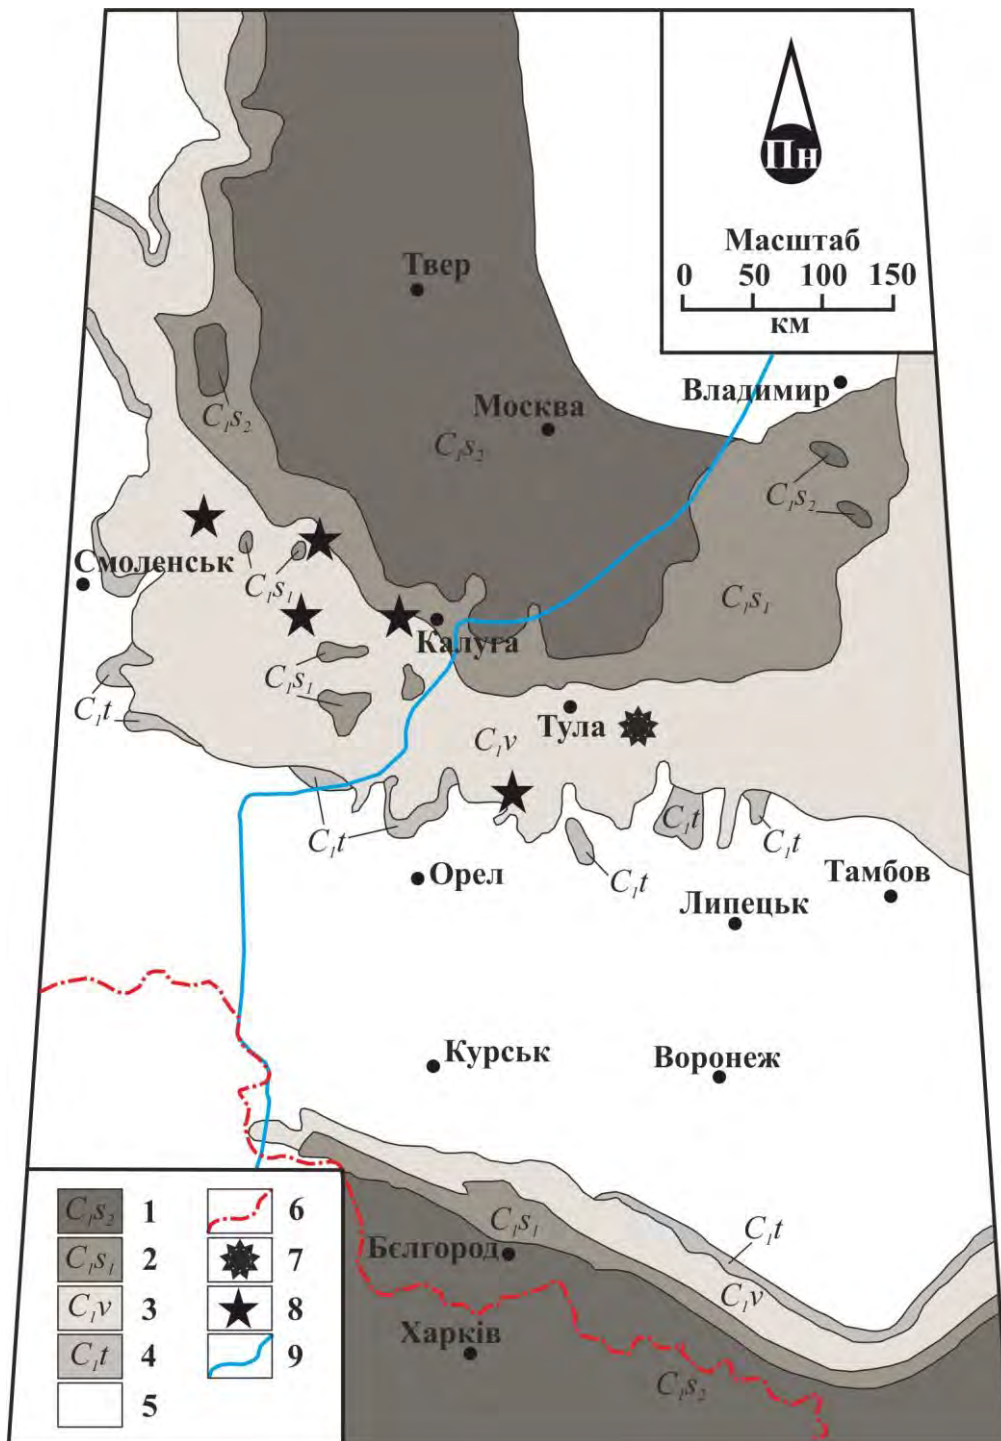 Пн
Масштаб
0 50 100 150
км
Твер
Владимир
Москва
C₁s₂
C₁s₂
C₁s₂
Смоленськ
C₁s₁
C₁s₁
Калуга
C₁s₁
C₁t
Тула
C₁v
C₁t
C₁t
C₁t
C₁t
Орел
Тамбов
Липецьк
Курськ
Воронеж
C₁s₁
C₁t
Бєлгород
C₁v
Харків
C₁s₂
C₁s₂ 1 6
C₁s₁ 2 7
C₁v 3 8
C₁t 4 9
5